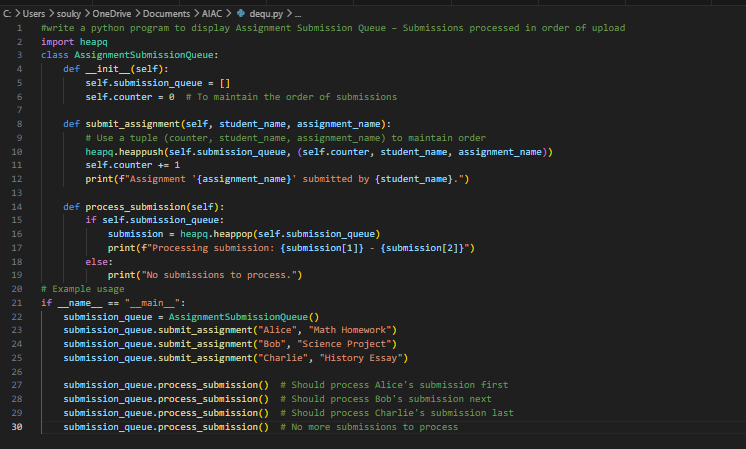 C: > Users > souky > OneDrive > Documents > AIAC > dequ.py > ...
1 #write a python program to display Assignment Submission Queue – Submissions processed in order of upload
2 import heapq
3 class AssignmentSubmissionQueue:
4     def __init__(self):
5         self.submission_queue = []
6         self.counter = 0  # To maintain the order of submissions
7
8     def submit_assignment(self, student_name, assignment_name):
9         # Use a tuple (counter, student_name, assignment_name) to maintain order
10         heapq.heappush(self.submission_queue, (self.counter, student_name, assignment_name))
11         self.counter += 1
12         print(f"Assignment '{assignment_name}' submitted by {student_name}.")
13
14     def process_submission(self):
15         if self.submission_queue:
16             submission = heapq.heappop(self.submission_queue)
17             print(f"Processing submission: {submission[1]} - {submission[2]}")
18         else:
19             print("No submissions to process.")
20 # Example usage
21 if __name__ == "__main__":
22     submission_queue = AssignmentSubmissionQueue()
23     submission_queue.submit_assignment("Alice", "Math Homework")
24     submission_queue.submit_assignment("Bob", "Science Project")
25     submission_queue.submit_assignment("Charlie", "History Essay")
26
27     submission_queue.process_submission()  # Should process Alice's submission first
28     submission_queue.process_submission()  # Should process Bob's submission next
29     submission_queue.process_submission()  # Should process Charlie's submission last
30     submission_queue.process_submission()  # No more submissions to process